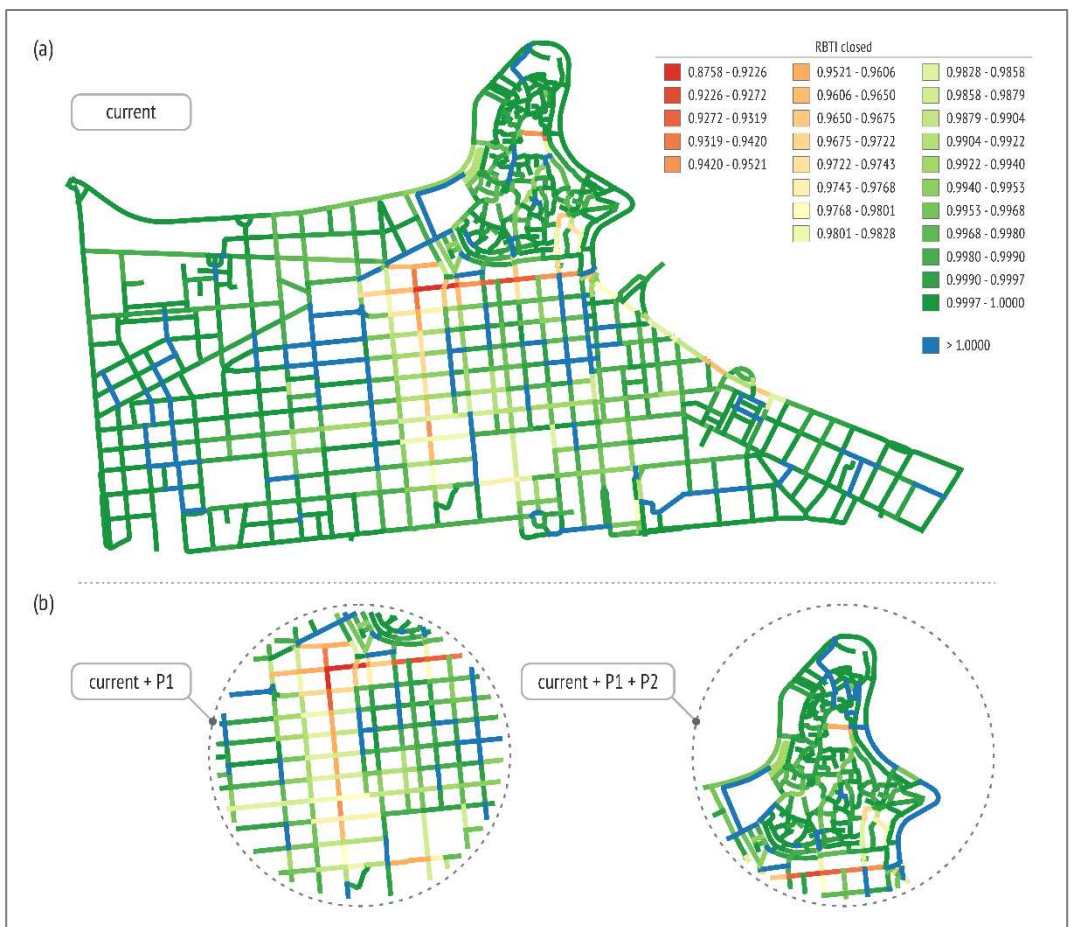 (a)
current
RBTI closed
0.8758 - 0.9226
0.9226 - 0.9272
0.9272 - 0.9319
0.9319 - 0.9420
0.9420 - 0.9521
0.9521 - 0.9606
0.9606 - 0.9650
0.9650 - 0.9675
0.9675 - 0.9722
0.9722 - 0.9743
0.9743 - 0.9768
0.9768 - 0.9801
0.9801 - 0.9828
0.9828 - 0.9858
0.9858 - 0.9879
0.9879 - 0.9904
0.9904 - 0.9922
0.9922 - 0.9940
0.9940 - 0.9953
0.9953 - 0.9968
0.9968 - 0.9980
0.9980 - 0.9990
0.9990 - 0.9997
0.9997 - 1.0000
> 1.0000
(b)
current + P1
current + P1 + P2